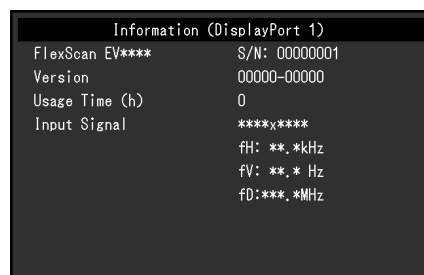 Information (DisplayPort 1)
FlexScan EV**** S/N: 00000001
Version 00000-00000
Usage Time (h) 0
Input Signal ****x****
fH: **.*kHz
fV: **.* Hz
fD:***.*MHz